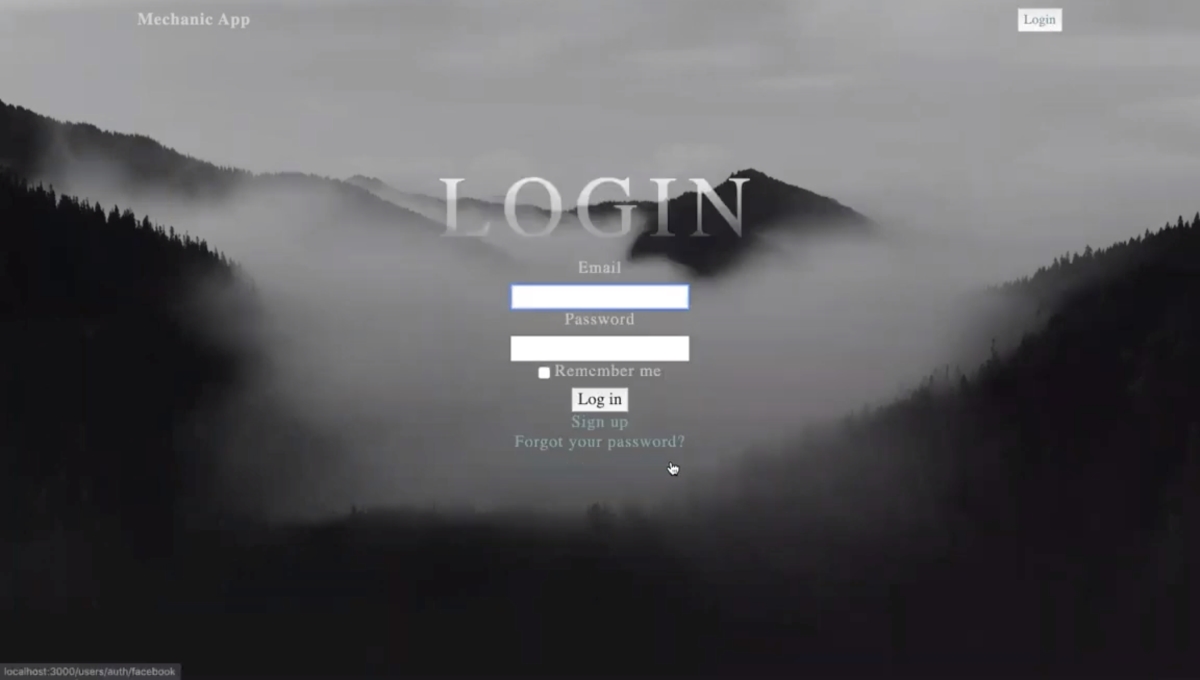 Mechanic App
Login
LOGIN
Email
Password
Remember me
Log in
Sign up
Forgot your password?
localhost:3000/users/auth/facebook